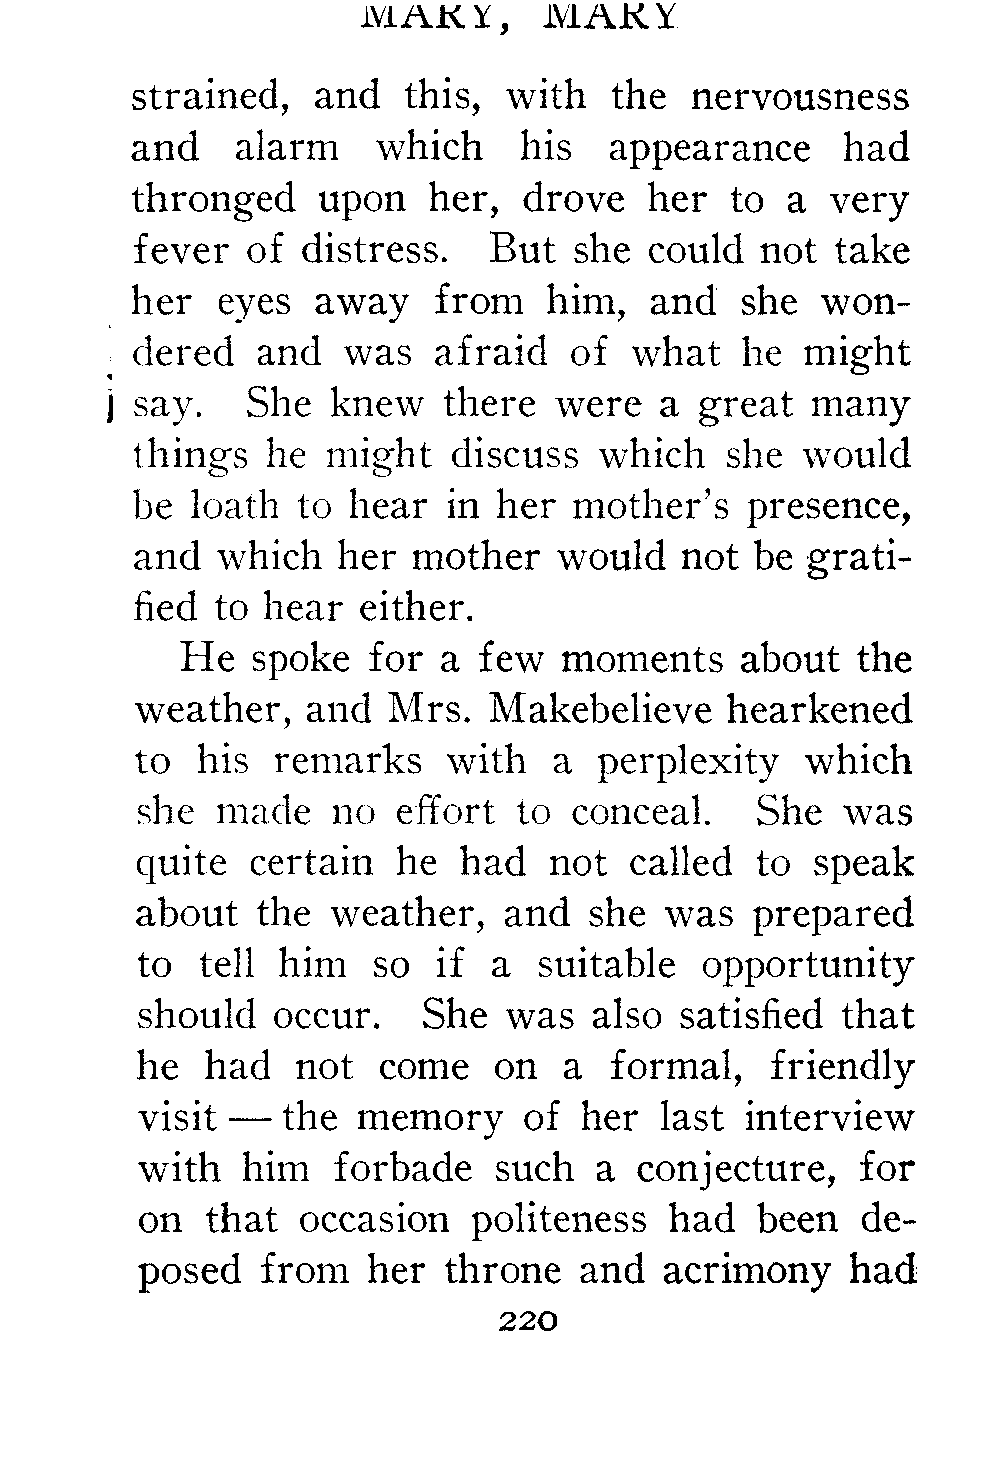 MARY, MARY
strained, and this, with the nervousness
and alarm which his appearance had
thronged upon her, drove her to a very
fever of distress. But she could not take
her eyes away from him, and she won-
dered and was afraid of what he might
say. She knew there were a great many
things he might discuss which she would
be loath to hear in her mother's presence,
and which her mother would not be grati-
fied to hear either.
He spoke for a few moments about the
weather, and Mrs. Makebelieve hearkened
to his remarks with a perplexity which
she made no effort to conceal. She was
quite certain he had not called to speak
about the weather, and she was prepared
to tell him so if a suitable opportunity
should occur. She was also satisfied that
he had not come on a formal, friendly
visit — the memory of her last interview
with him forbade such a conjecture, for
on that occasion politeness had been de-
posed from her throne and acrimony had
220